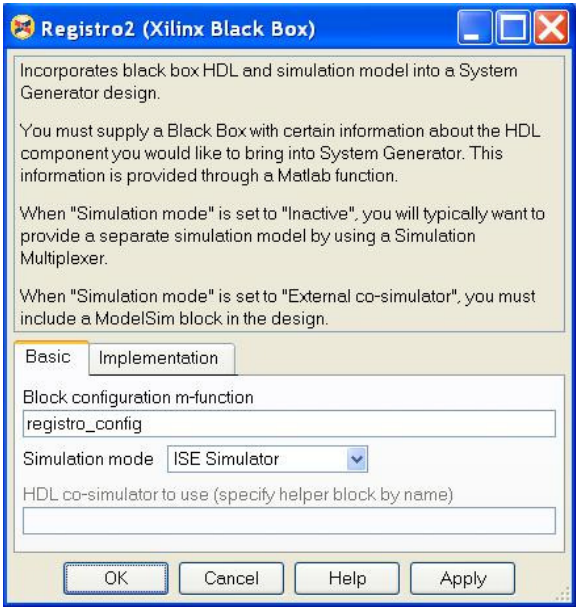 Registro2 (Xilinx Black Box)
Incorporates black box HDL and simulation model into a System
Generator design.
You must supply a Black Box with certain information about the HDL
component you would like to bring into System Generator. This
information is provided through a Matlab function.
When "Simulation mode" is set to "Inactive", you will typically want to
provide a separate simulation model by using a Simulation
Multiplexer.
When "Simulation mode" is set to "External co-simulator", you must
include a ModelSim block in the design.
Basic Implementation
Block configuration m-function
registro_config
Simulation mode ISE Simulator
HDL co-simulator to use (specify helper block by name)
OK Cancel Help Apply